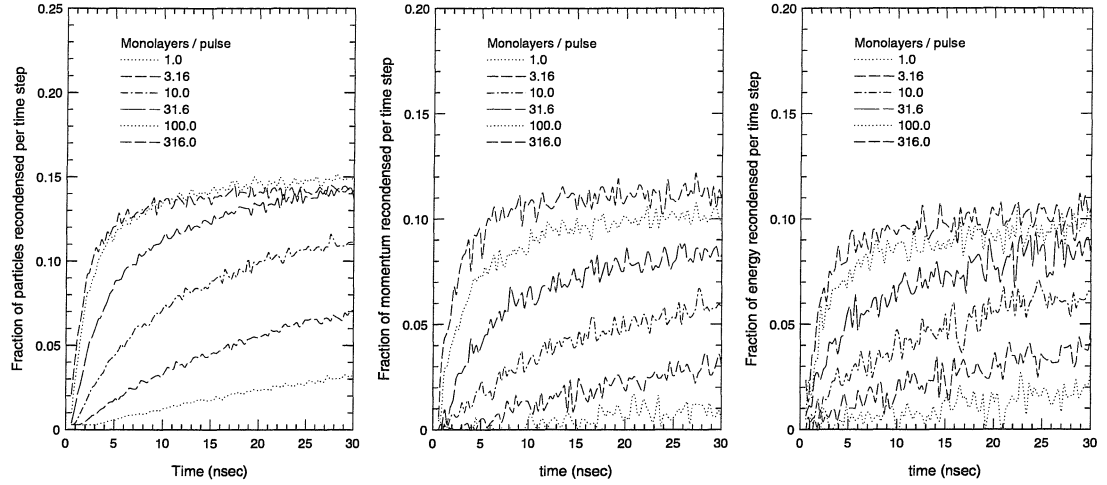 Fraction of particles recondensed per time step
0.25
0.20
0.15
0.10
0.05
0
Monolayers / pulse
1.0
3.16
10.0
31.6
100.0
316.0
0 5 10 15 20 25 30
Time (nsec)
Fraction of momentum recondensed per time step
0.20
0.15
0.10
0.05
0
Monolayers / pulse
1.0
3.16
10.0
31.6
100.0
316.0
0 5 10 15 20 25 30
time (nsec)
Fraction of energy recondensed per time step
0.20
0.15
0.10
0.05
0
Monolayers / pulse
1.0
3.16
10.0
31.6
100.0
316.0
0 5 10 15 20 25 30
time (nsec)